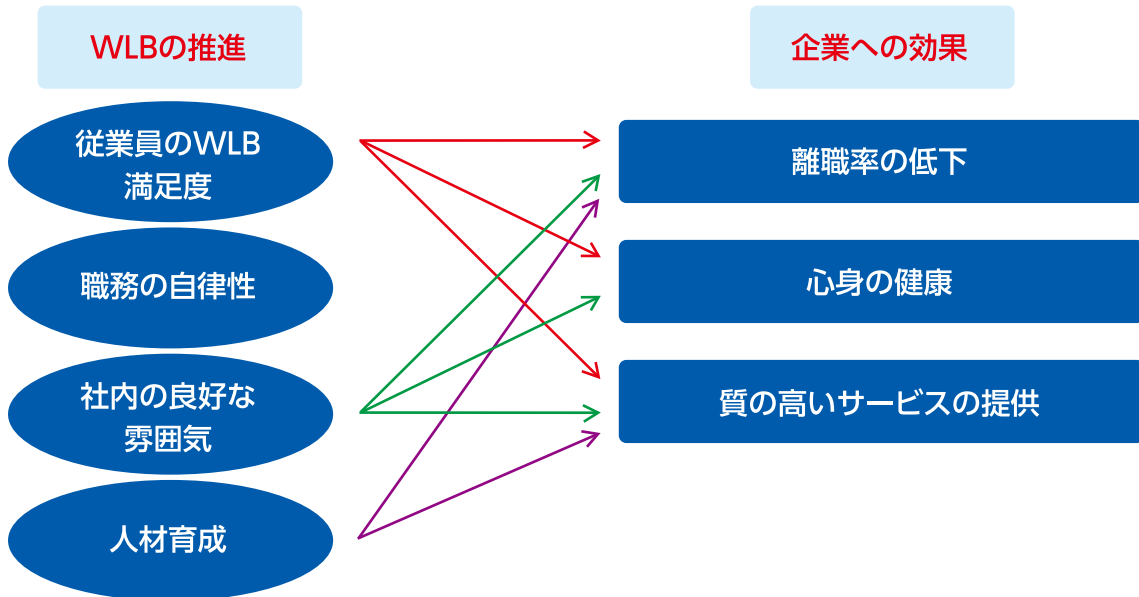 WLBの推進
企業への効果
従業員のWLB
満足度
職務の自律性
社内の良好な
雰囲気
人材育成
離職率の低下
心身の健康
質の高いサービスの提供